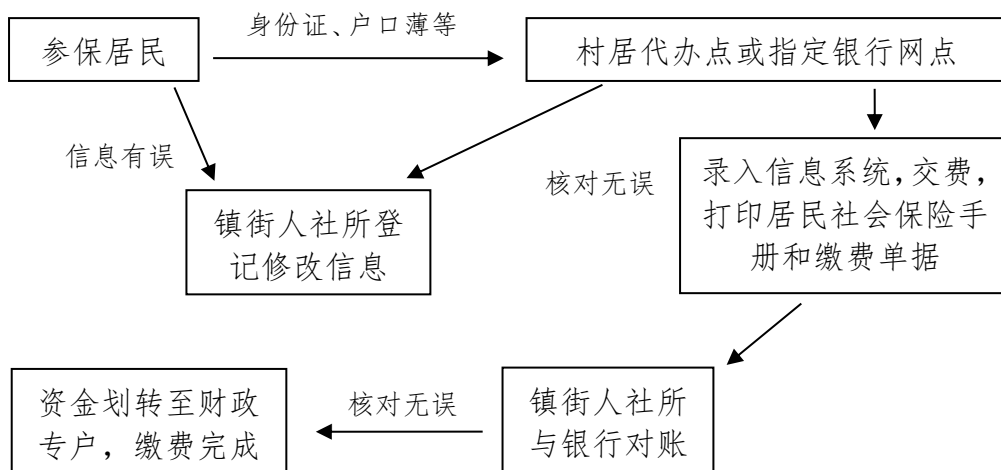 身份证、户口薄等
参保居民
村居代办点或指定银行网点
信息有误
核对无误
录入信息系统,交费,
打印居民社会保险手
册和缴费单据
镇街人社所登
记修改信息
资金划转至财政
专户，缴费完成
核对无误
镇街人社所
与银行对账